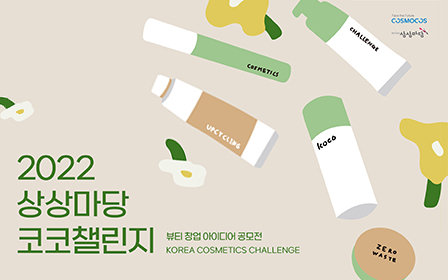 COSMOCOS
상상마당
CHALLENGE
COSMETICS
UPCYCLING
KOCO
ZERO
WASTE
2022
상상마당
코코챌린지
뷰티 창업 아이디어 공모전
KOREA COSMETICS CHALLENGE